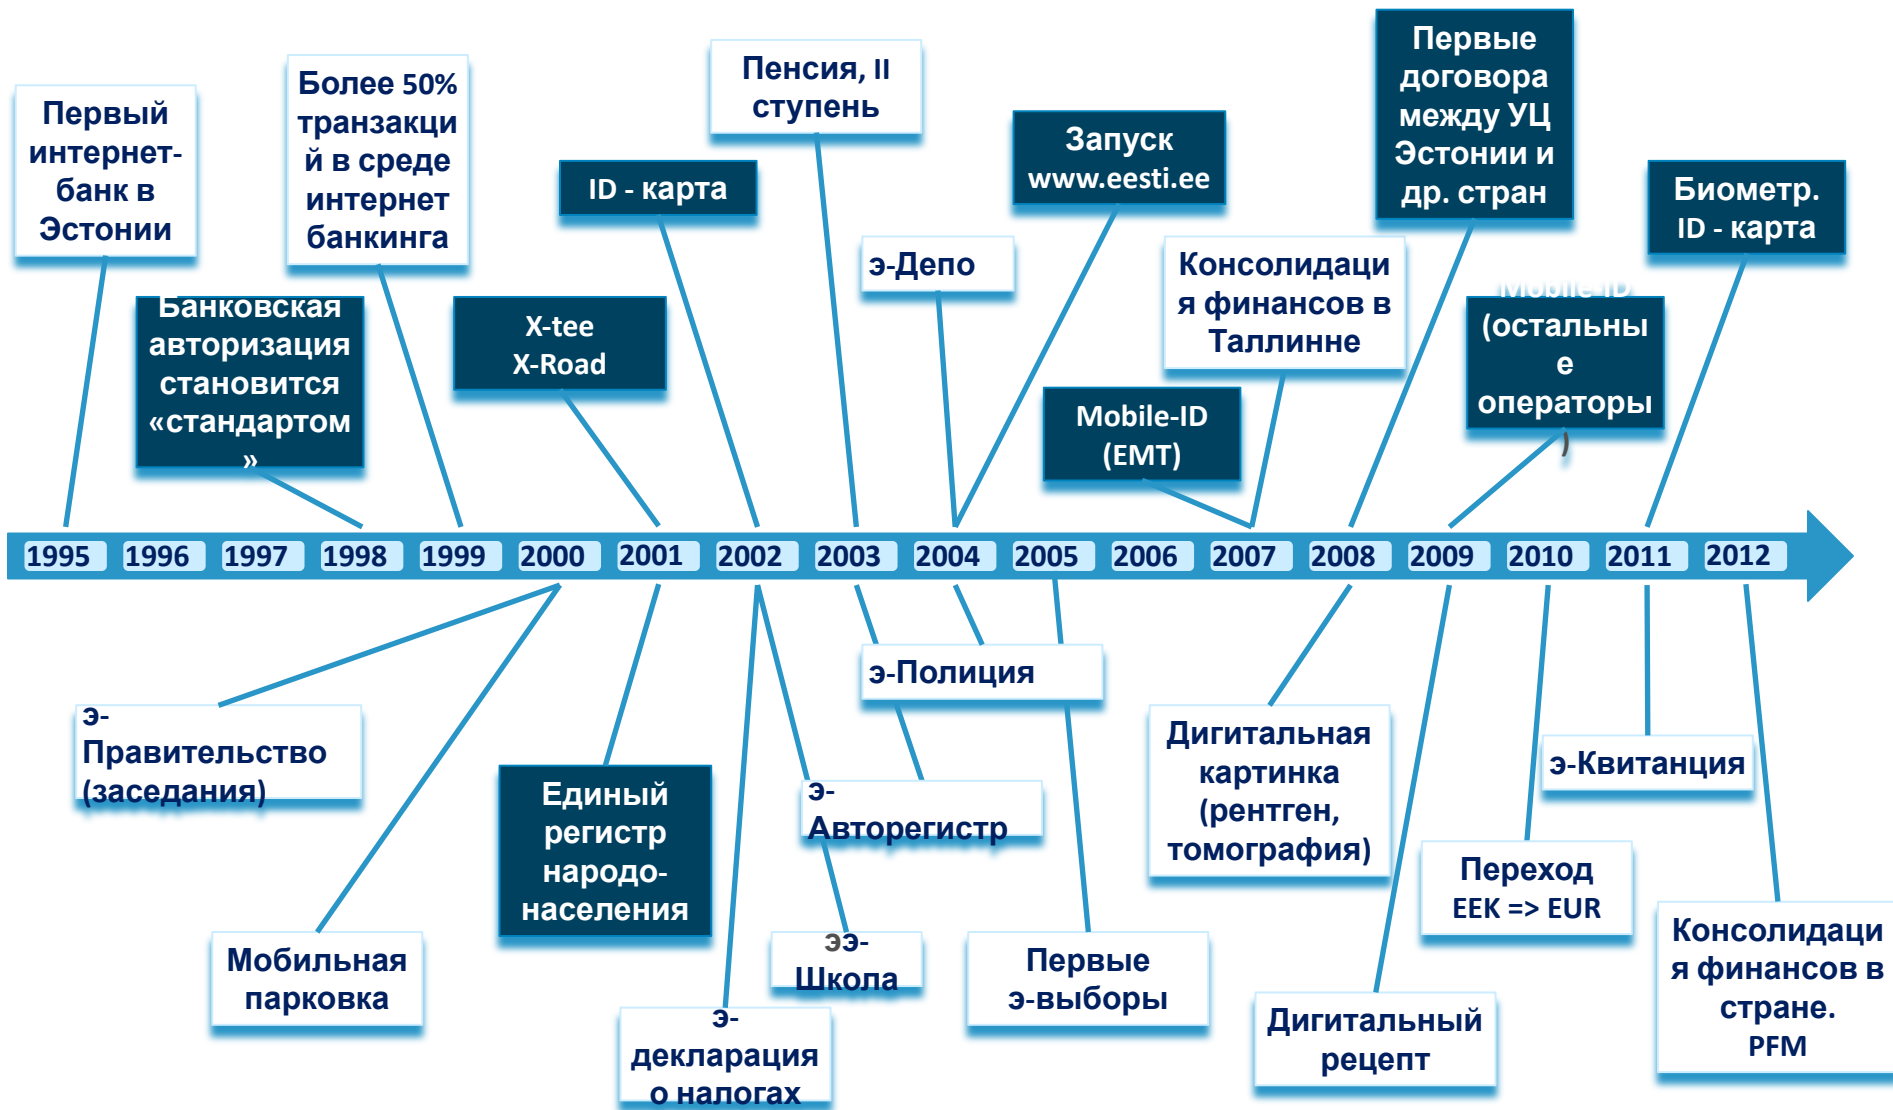 Первый
интернет-
банк в
Эстонии
Более 50%
транзакци
й в среде
интернет
банкинга
Пенсия, II
ступень
Первые
договора
между УЦ
Эстонии и
др. стран
ID - карта
Запуск
www.eesti.ee
Биометр.
ID - карта
э-Депо
Консолидаци
я финансов в
Таллинне
Банковская
авторизация
становится
«стандартом
»
X-tee
X-Road
Mobile-ID
(EMT)
Mobile-ID
(остальны
е
операторы
)
1995 1996 1997 1998 1999 2000 2001 2002 2003 2004 2005 2006 2007 2008 2009 2010 2011 2012
э-
Правительство
(заседания)
Мобильная
парковка
Единый
регистр
народо-
населения
э-
декларация
о налогах
ээ-
Школа
э-
Авторегистр
э-Полиция
Первые
э-выборы
Дигитальная
картинка
(рентген,
томография)
Дигитальный
рецепт
Переход
EEK => EUR
э-Квитанция
Консолидаци
я финансов в
стране.
PFM